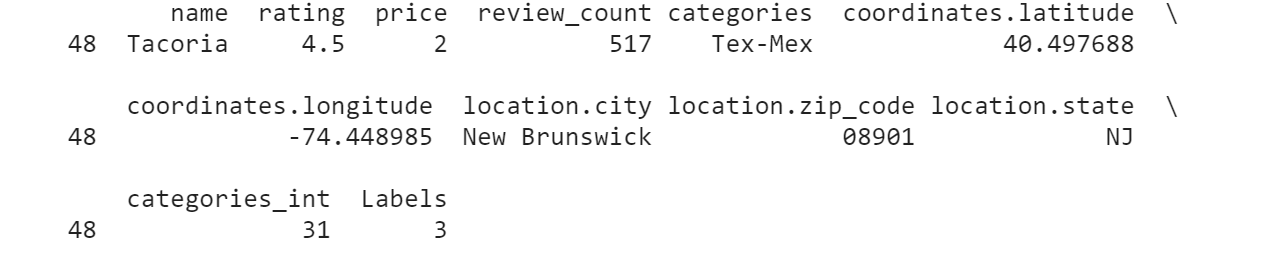 name rating price review_count categories coordinates.latitude \
48 Tacoria 4.5 2 517 Tex-Mex 40.497688
coordinates.longitude location.city location.zip_code location.state \
48 -74.448985 New Brunswick 08901 NJ
categories_int Labels
48 31 3